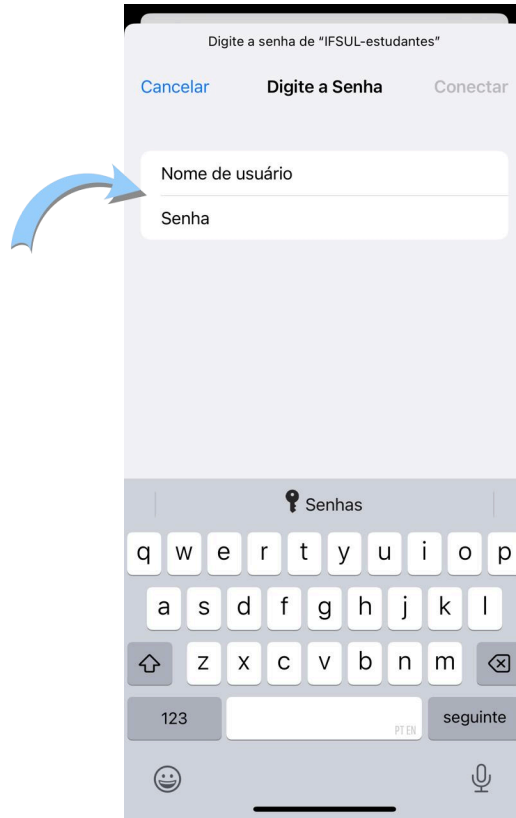 Digite a senha de “IFSUL-estudantes”
Cancelar Digite a Senha Conectar
Nome de usuário
Senha
Senhas
q w e r t y u i o p
a s d f g h j k l
z x c v b n m
123 PT EN seguinte